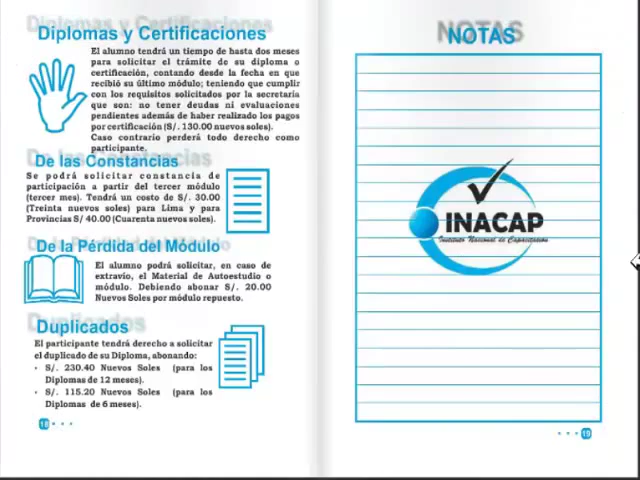 Diplomas y Certificaciones
El alumno tendrá un tiempo de hasta dos meses
para solicitar el trámite de su diploma o
certificación, contando desde la fecha en que
recibió su último módulo; teniendo que cumplir
con los requisitos solicitados por la secretaría
que son: no tener deudas ni evaluaciones
pendientes además de haber realizado los pagos
por certificación (S/. 130.00 nuevos soles).
Caso contrario perderá todo derecho como
participante.
De las Constancias
Se podrá solicitar constancia de
participación a partir del tercer módulo
(tercer mes). Tendrá un costo de S/. 30.00
(Treinta nuevos soles) para Lima y para
Provincias S/ 40.00 (Cuarenta nuevos soles).
De la Pérdida del Módulo
El alumno podrá solicitar, en caso de
extravío, el Material de Autoestudio o
módulo. Debiendo abonar S/. 20.00
Nuevos Soles por módulo repuesto.
Duplicados
El participante tendrá derecho a solicitar
el duplicado de su Diploma, abonando:
• S/. 230.40 Nuevos Soles (para los
Diplomas de 12 meses).
• S/. 115.20 Nuevos Soles (para los
Diplomas de 6 meses).
18
NOTAS
INACAP
Instituto Nacional de Capacitación
19